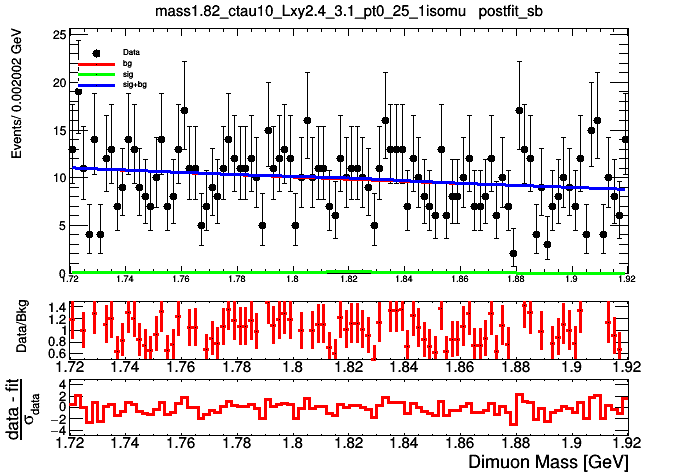 mass1.82_ctau10_Lxy2.4_3.1_pt0_25_1isomu postfit_sb
Events/ 0.002002 GeV
25
20
15
10
5
0
Data
bg
sig
sig+bg
1.72 1.74 1.76 1.78 1.8 1.82 1.84 1.86 1.88 1.9 1.92
Data/Bkg
1.4
1.2
1
0.8
0.6
1.72 1.74 1.76 1.78 1.8 1.82 1.84 1.86 1.88 1.9 1.92
data - fit
σdata
4
2
0
−2
−4
1.72 1.74 1.76 1.78 1.8 1.82 1.84 1.86 1.88 1.9 1.92
Dimuon Mass [GeV]